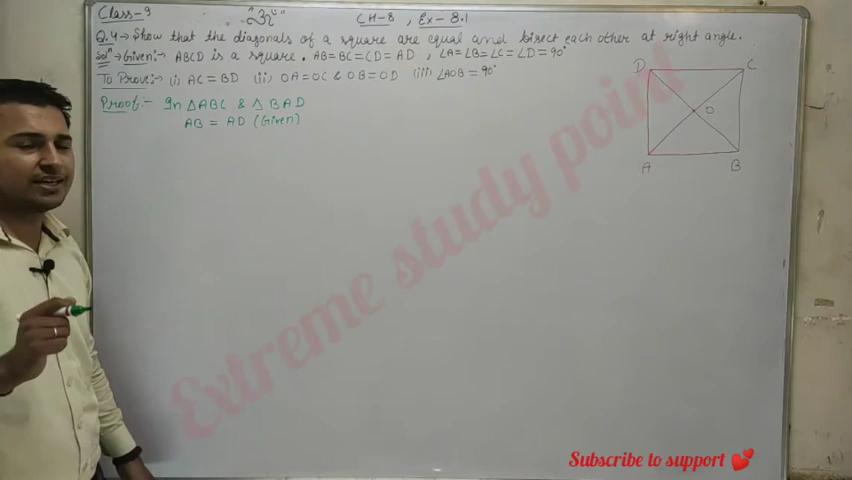 Class-9
CH-8, Ex-8.1
Q.4→ Show that the diagonals of a square are equal and bisect each other at right angle.
Solⁿ→ Given:- ABCD is a square. AB=BC=CD=AD, ∠A=∠B=∠C=∠D=90°
To Prove:- (i) AC=BD (ii) OA=OC & OB=OD (iii) ∠AOB=90°
Proof:- In △ABC & △BAD
AB = AD (Given)
D C
O
A B
Extreme study point
Subscribe to support 💕